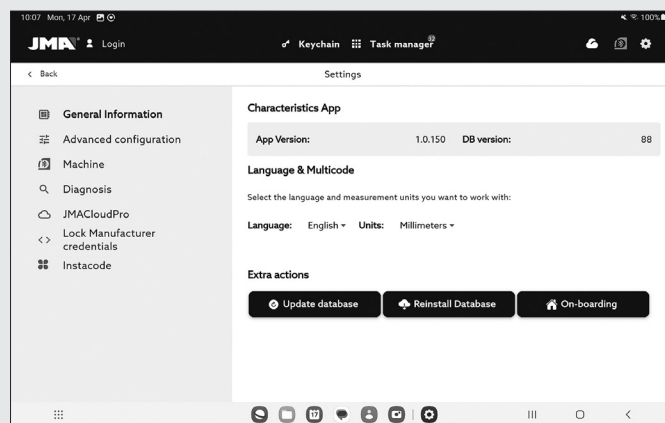 10:07 Mon, 17 Apr 100%
JMA Login Keychain Task manager 12
< Back Settings
General Information
Advanced configuration
Machine
Diagnosis
JMACloudPro
Lock Manufacturer
credentials
Instacode
Characteristics App
App Version: 1.0.150 DB version: 88
Language & Multicode
Select the language and measurement units you want to work with:
Language: English Units: Millimeters
Extra actions
Update database Reinstall Database On-boarding
17